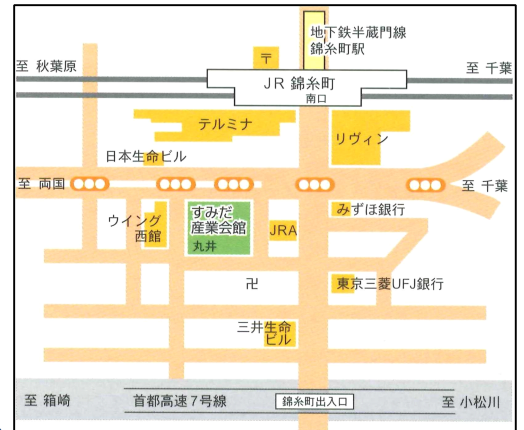 地下鉄半蔵門線
錦糸町駅
〒
至 秋葉原
至 千葉
JR 錦糸町
南口
テルミナ
リヴィン
日本生命ビル
至 両国
至 千葉
すみだ
産業会館
丸井
ウイング
西館
JRA
みずほ銀行
卍
東京三菱UFJ銀行
三井生命
ビル
至 箱崎
首都高速7号線
錦糸町出入口
至 小松川